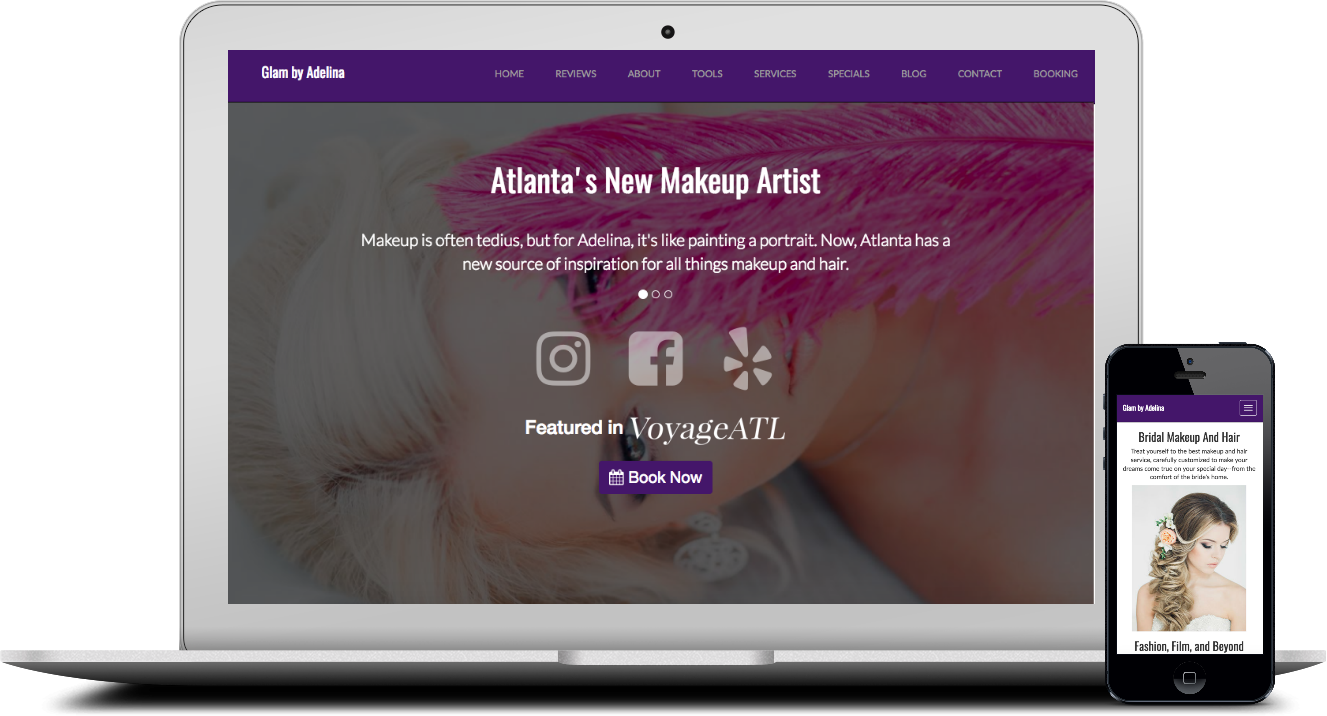 Glam by Adelina
HOME REVIEWS ABOUT TOOLS SERVICES SPECIALS BLOG CONTACT BOOKING
Atlanta's New Makeup Artist
Makeup is often tedius, but for Adelina, it's like painting a portrait. Now, Atlanta has a
new source of inspiration for all things makeup and hair.
Featured in VoyageATL
Book Now
Glam by Adelina
Bridal Makeup And Hair
Treat yourself to the best makeup and hair
service, carefully customized to make your
dreams come true on your special day--from the
comfort of the bride's home.
Fashion, Film, and Beyond